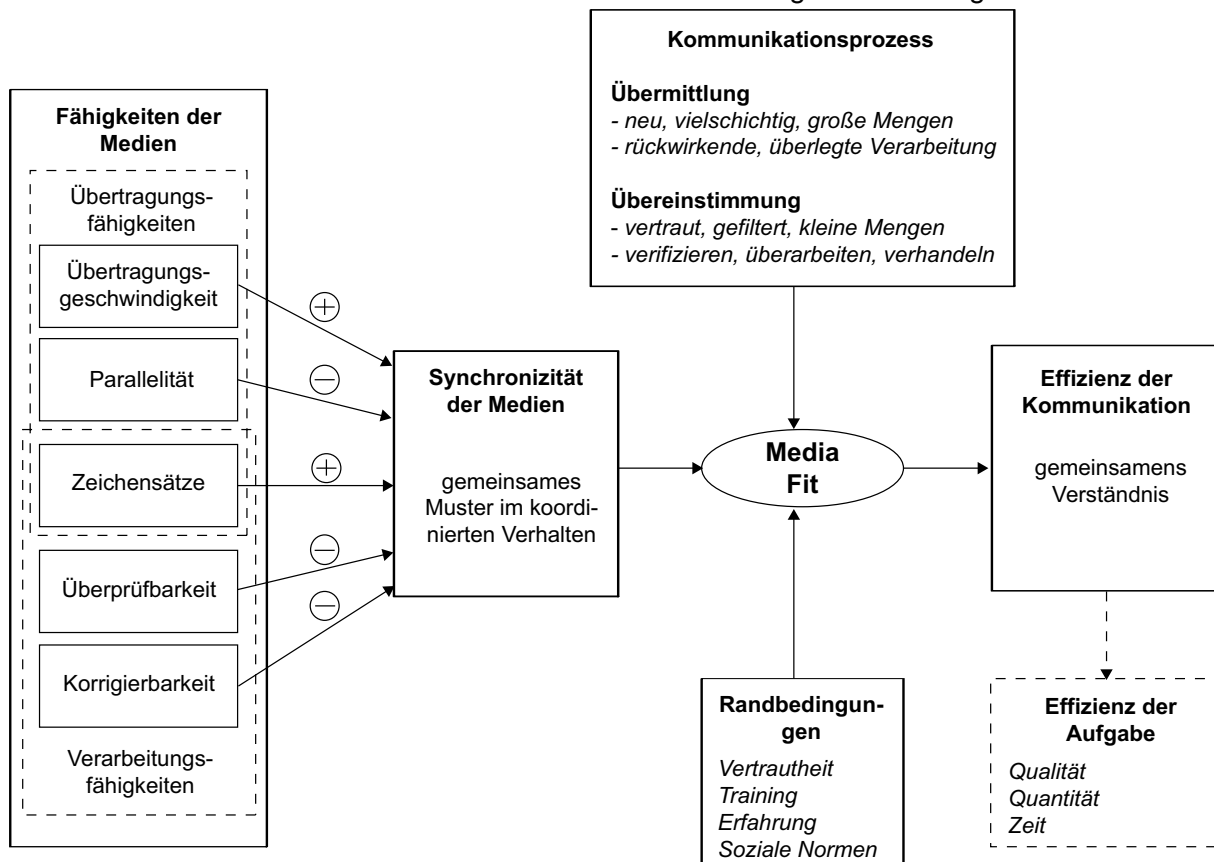 Kommunikationsprozess
Übermittlung
- neu, vielschichtig, große Mengen
- rückwirkende, überlegte Verarbeitung
Übereinstimmung
- vertraut, gefiltert, kleine Mengen
- verifizieren, überarbeiten, verhandeln
Fähigkeiten der
Medien
Übertragungs-
fähigkeiten
Übertragungs-
geschwindigkeit
Parallelität
Zeichensätze
Überprüfbarkeit
Korrigierbarkeit
Verarbeitungs-
fähigkeiten
+
−
+
−
−
Synchronizität
der Medien
gemeinsames
Muster im koordi-
nierten Verhalten
Media
Fit
Effizienz der
Kommunikation
gemeinsamens
Verständnis
Randbedingun-
gen
Vertrautheit
Training
Erfahrung
Soziale Normen
Effizienz der
Aufgabe
Qualität
Quantität
Zeit